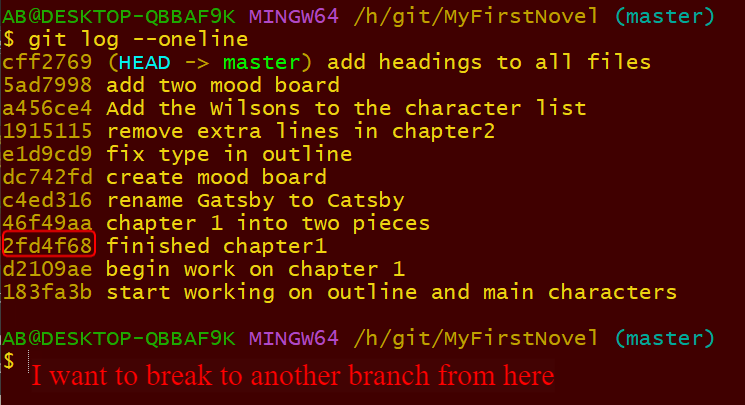 AB@DESKTOP-QBBAF9K MINGW64 /h/git/MyFirstNovel (master)
$ git log --oneline
cff2769 (HEAD -> master) add headings to all files
5ad7998 add two mood board
a456ce4 Add the Wilsons to the character list
1915115 remove extra lines in chapter2
e1d9cd9 fix type in outline
dc742fd create mood board
c4ed316 rename Gatsby to Catsby
46f49aa chapter 1 into two pieces
2fd4f68 finished chapter1
d2109ae begin work on chapter 1
183fa3b start working on outline and main characters
AB@DESKTOP-QBBAF9K MINGW64 /h/git/MyFirstNovel (master)
$
I want to break to another branch from here